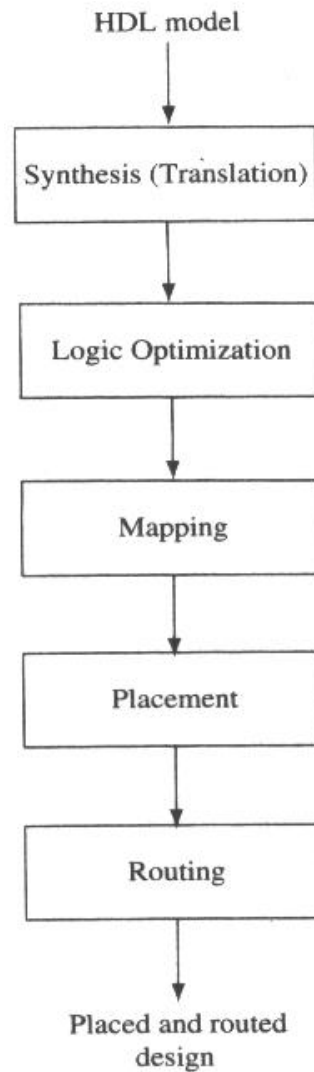 HDL model
Synthesis (Translation)
Logic Optimization
Mapping
Placement
Routing
Placed and routed
design